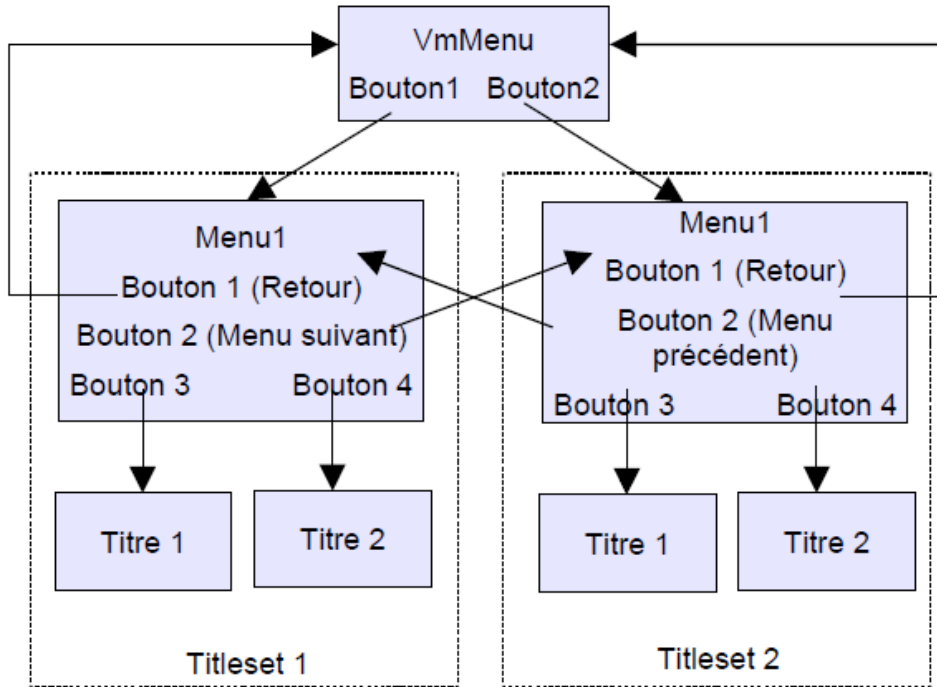 VmMenu
Bouton1 Bouton2
Menu1
Bouton 1 (Retour)
Bouton 2 (Menu suivant)
Bouton 3 Bouton 4
Titre 1
Titre 2
Titleset 1
Menu1
Bouton 1 (Retour)
Bouton 2 (Menu
précédent)
Bouton 3 Bouton 4
Titre 1
Titre 2
Titleset 2